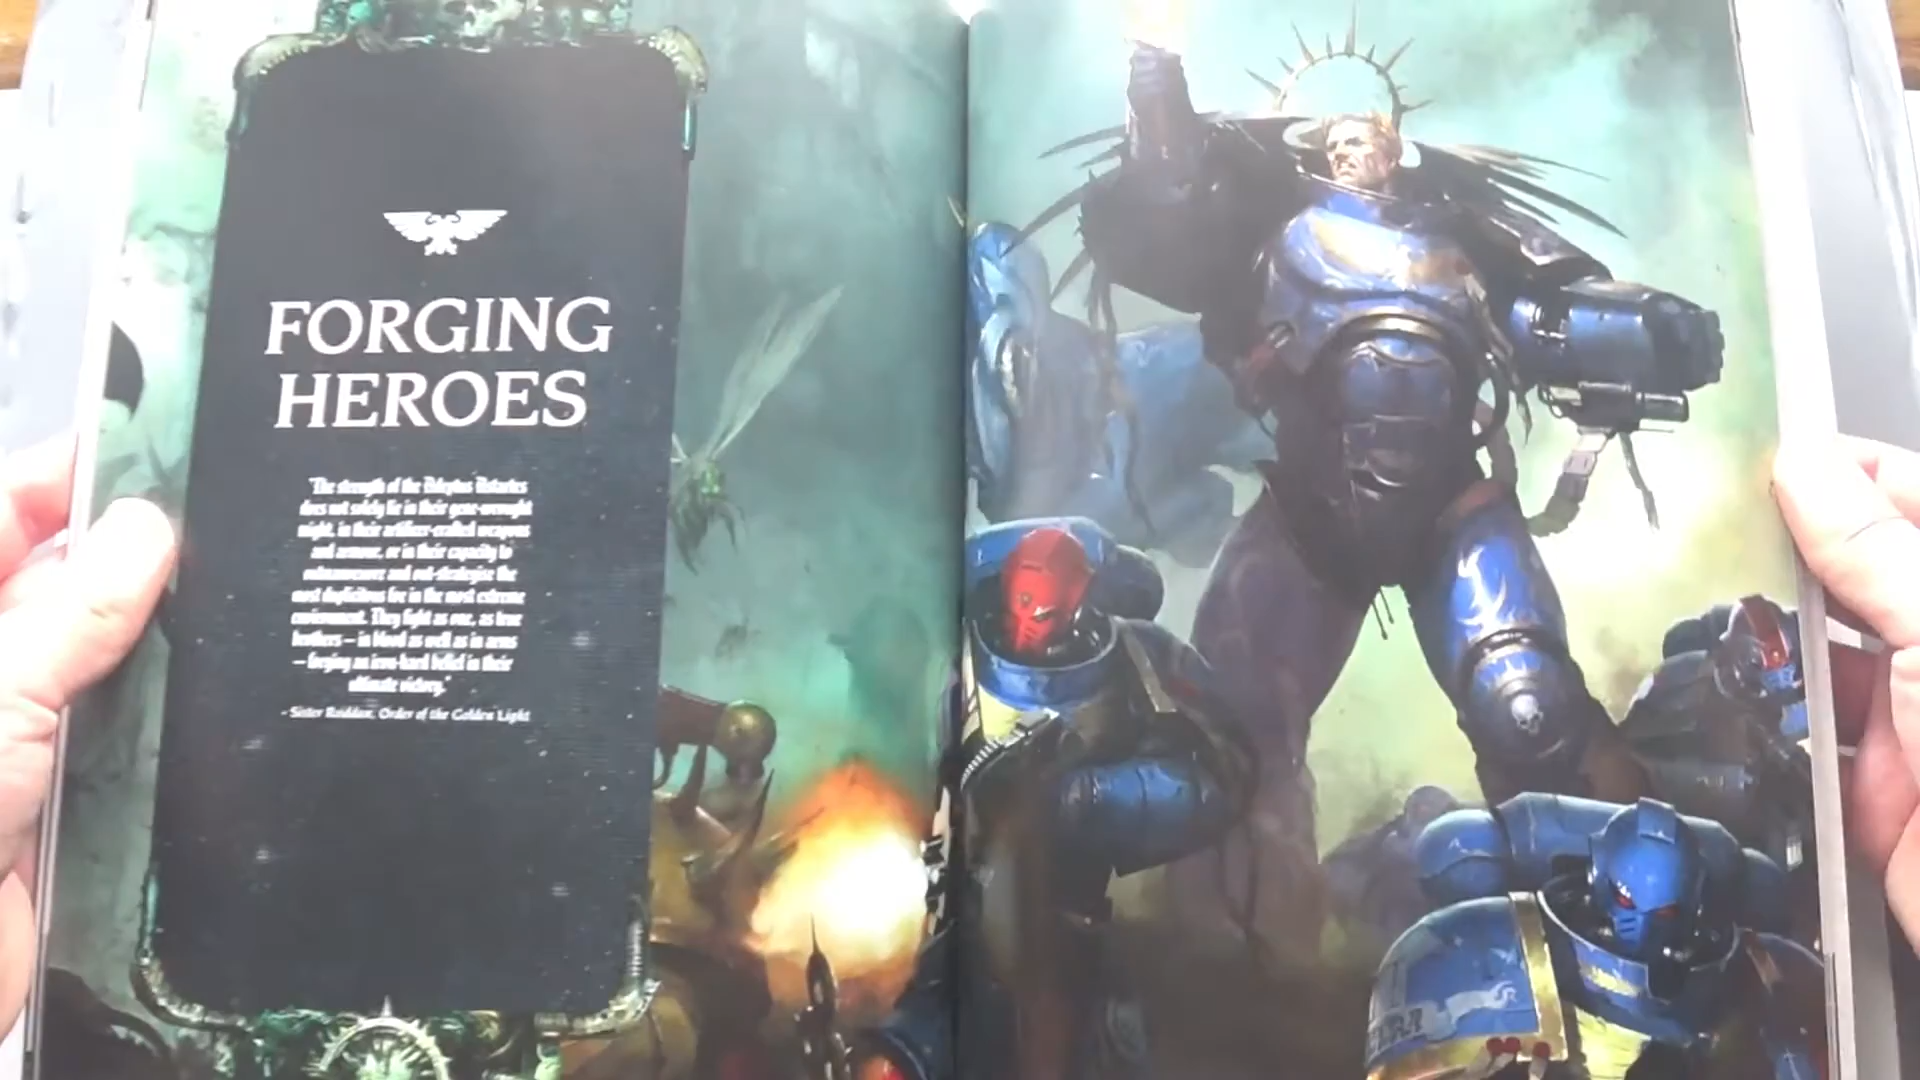 FORGING
HEROES
"The strength of the Adeptus Astartes
does not solely lie in their gene-wrought
might, in their artificer-crafted weapons
and armour, or in their capacity to
outmanoeuvre and out-strategise the
most duplicitous foe in the most extreme
environment. They fight as one, as true
brothers – in blood as well as in arms
– forging an iron-hard belief in their
ultimate victory."
- Sister Order of the Golden Light